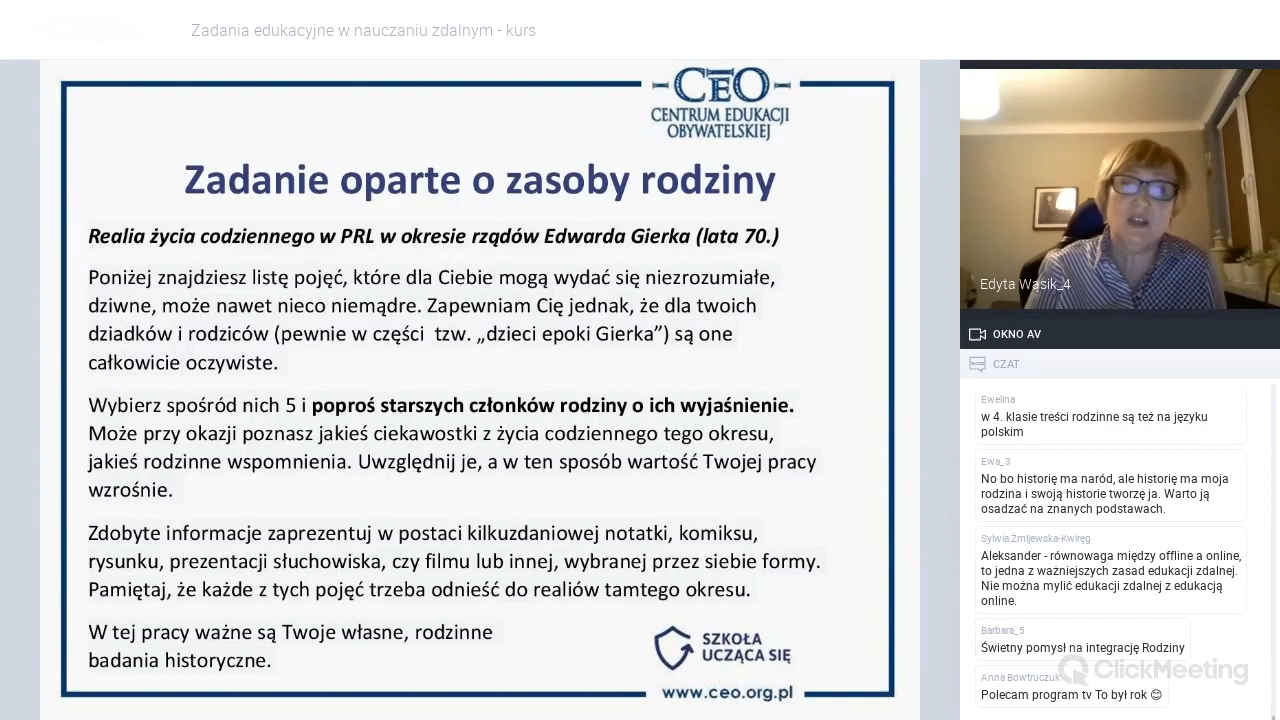 Zadania edukacyjne w nauczaniu zdalnym - kurs
CEO
CENTRUM EDUKACJI
OBYWATELSKIEJ
Zadanie oparte o zasoby rodziny
Realia życia codziennego w PRL w okresie rządów Edwarda Gierka (lata 70.)
Poniżej znajdziesz listę pojęć, które dla Ciebie mogą wydać się niezrozumiałe,
dziwne, może nawet nieco niemądre. Zapewniam Cię jednak, że dla twoich
dziadków i rodziców (pewnie w części tzw. „dzieci epoki Gierka”) są one
całkowicie oczywiste.
Wybierz spośród nich 5 i poproś starszych członków rodziny o ich wyjaśnienie.
Może przy okazji poznasz jakieś ciekawostki z życia codziennego tego okresu,
jakieś rodzinne wspomnienia. Uwzględnij je, a w ten sposób wartość Twojej pracy
wzrośnie.
Zdobyte informacje zaprezentuj w postaci kilkuzdaniowej notatki, komiksu,
rysunku, prezentacji słuchowiska, czy filmu lub innej, wybranej przez siebie formy.
Pamiętaj, że każde z tych pojęć trzeba odnieść do realiów tamtego okresu.
W tej pracy ważne są Twoje własne, rodzinne
badania historyczne.
SZKOŁA
UCZĄCA SIĘ
www.ceo.org.pl
Edyta Wąsik_4
OKNO AV
CZAT
Ewelina
w 4. klasie treści rodzinne są też na języku
polskim
Ewa_3
No bo historię ma naród, ale historię ma moja
rodzina i swoją historie tworzę ja. Warto ją
osadzać na znanych podstawach.
Sylwia Żmijewska-Kwiręg
Aleksander - równowaga między offline a online,
to jedna z ważniejszych zasad edukacji zdalnej.
Nie można mylić edukacji zdalnej z edukacją
online.
Barbara_5
Świetny pomysł na integrację Rodziny
ClickMeeting
Anna Bowtruczuk
Polecam program tv To był rok 😊